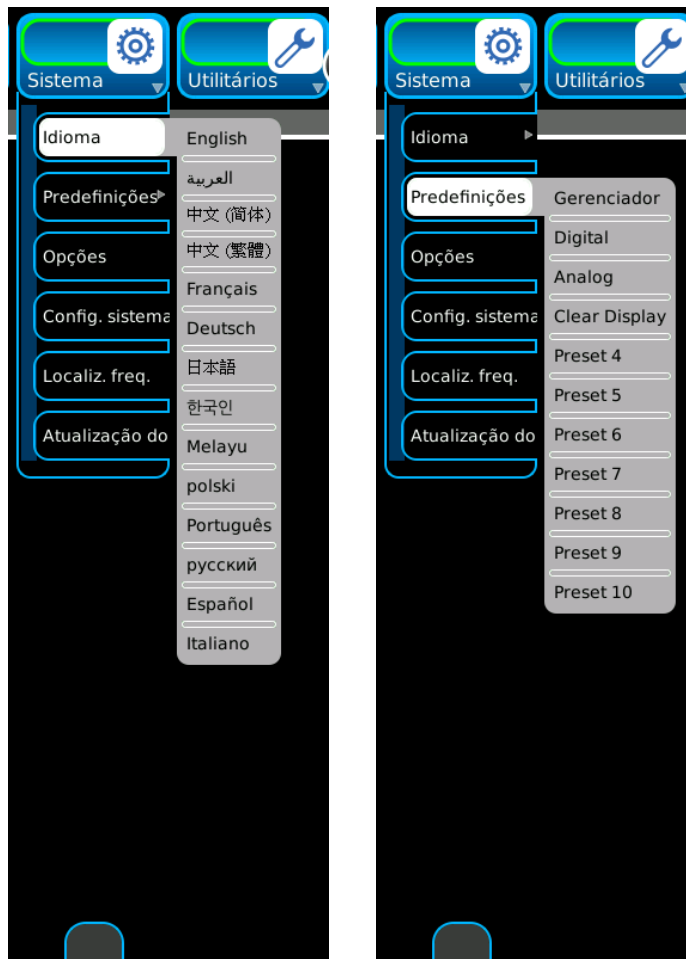 Sistema
Utilitários
Idioma
Predefinições
Opções
Config. sistema
Localiz. freq.
Atualização do
English
العربية
中文 (简体)
中文 (繁體)
Français
Deutsch
日本語
한국인
Melayu
polski
Português
русский
Español
Italiano
Sistema
Utilitários
Idioma
Predefinições
Opções
Config. sistema
Localiz. freq.
Atualização do
Gerenciador
Digital
Analog
Clear Display
Preset 4
Preset 5
Preset 6
Preset 7
Preset 8
Preset 9
Preset 10